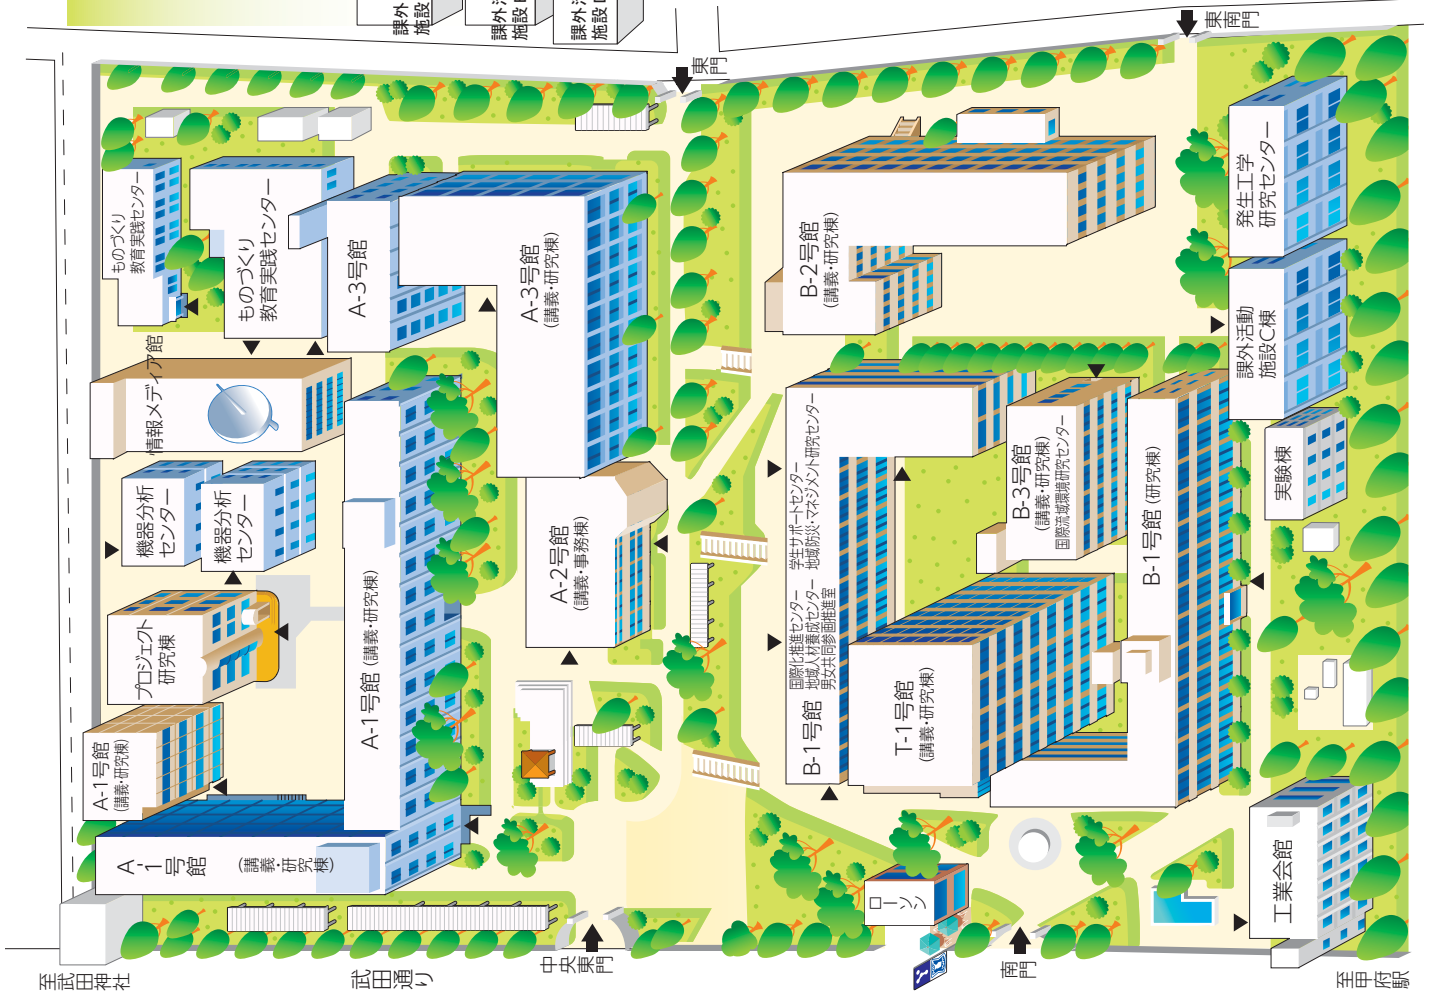 課外
施設
課外
施設
課外
施設
東門
東南門
ものづくり
教育実践センター
ものづくり
教育実践センター
A-3号館
A-3号館
(講義・研究棟)
B-2号館
(講義・研究棟)
発生工学
研究センター
課外活動
施設C棟
情報メディア館
機器分析
センター
機器分析
センター
A-2号館
(講義・事務棟)
学生サポートセンター
地域防災・マネジメント研究センター
国際化推進センター
地域人材養成センター
男女共同参画推進室
B-1号館
B-3号館
(講義・研究棟)
国際流域環境研究センター
B-1号館 (研究棟)
実験棟
プロジェクト
研究棟
A-1号館
(講義・研究棟)
A-1号館 (講義・研究棟)
T-1号館
(講義・研究棟)
A-1号館
(講義・研究棟)
ローソン
工業会館
至武田神社
武田通り
中央東門
南門
至甲府駅